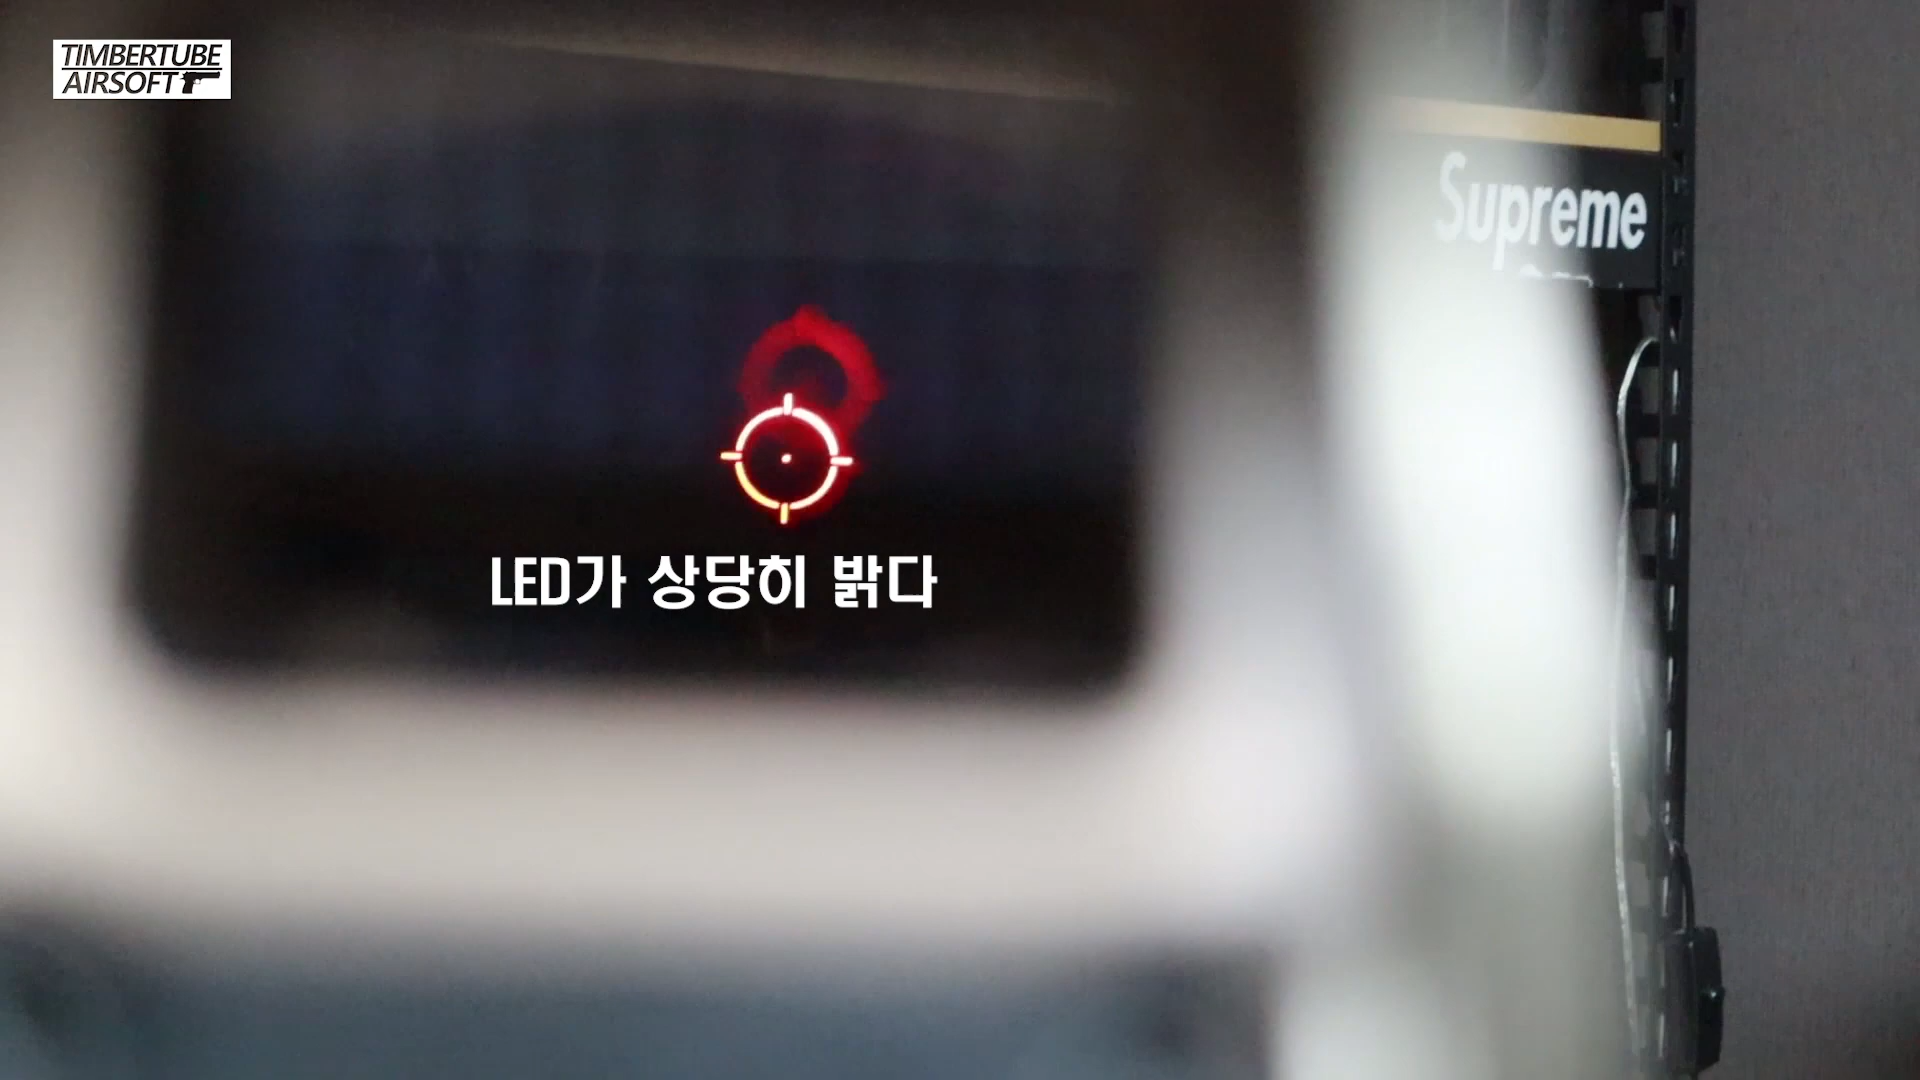 TIMBERTUBE
AIRSOFT
Supreme
LED가 상당히 밝다